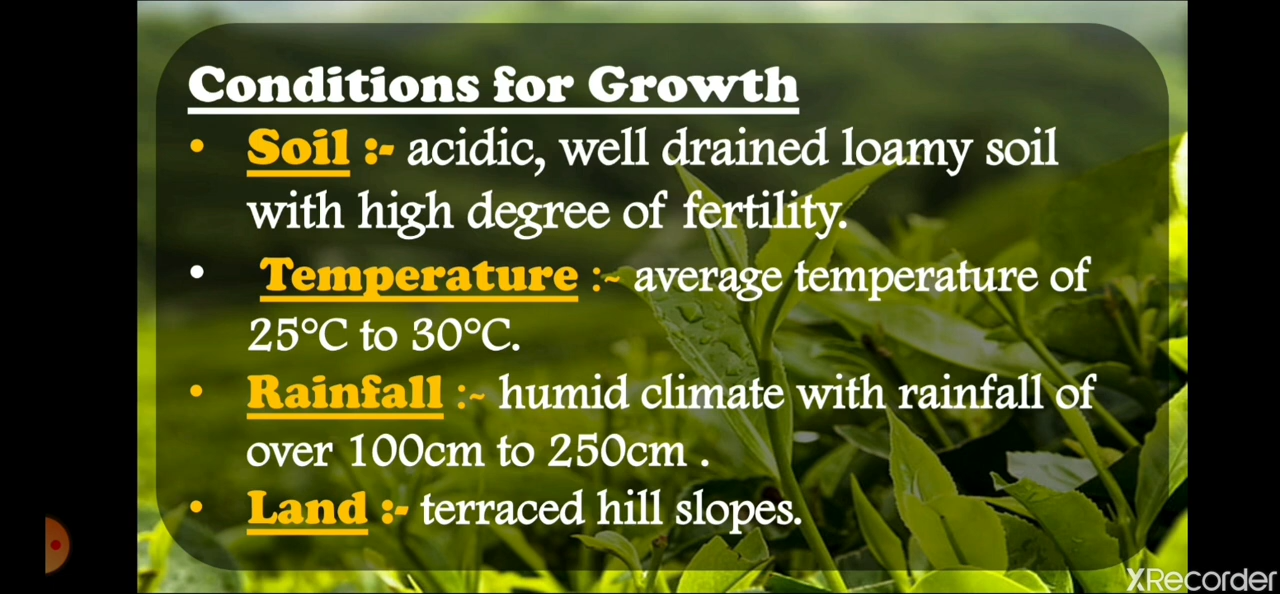 Conditions for Growth
• Soil :- acidic, well drained loamy soil
with high degree of fertility.
• Temperature :~ average temperature of
25°C to 30°C.
• Rainfall :~ humid climate with rainfall of
over 100cm to 250cm .
• Land :- terraced hill slopes.
XRecorder